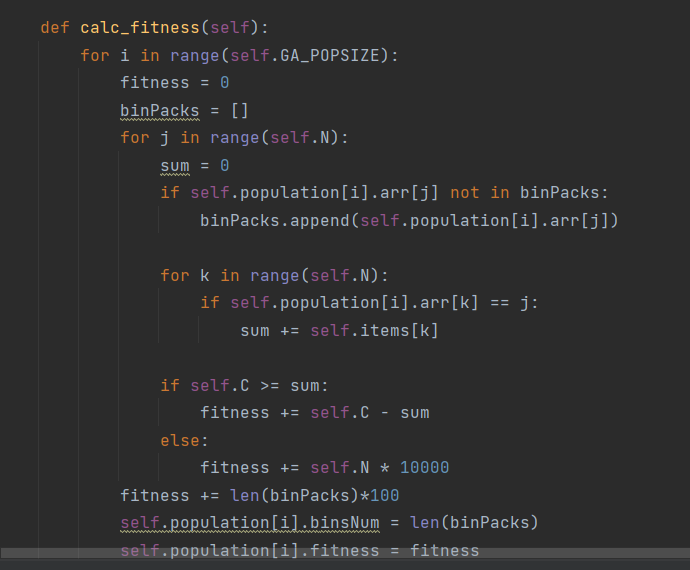 def calc_fitness(self):
    for i in range(self.GA_POPSIZE):
        fitness = 0
        binPacks = []
        for j in range(self.N):
            sum = 0
            if self.population[i].arr[j] not in binPacks:
                binPacks.append(self.population[i].arr[j])

            for k in range(self.N):
                if self.population[i].arr[k] == j:
                    sum += self.items[k]

            if self.C >= sum:
                fitness += self.C - sum
            else:
                fitness += self.N * 10000
        fitness += len(binPacks)*100
        self.population[i].binsNum = len(binPacks)
        self.population[i].fitness = fitness